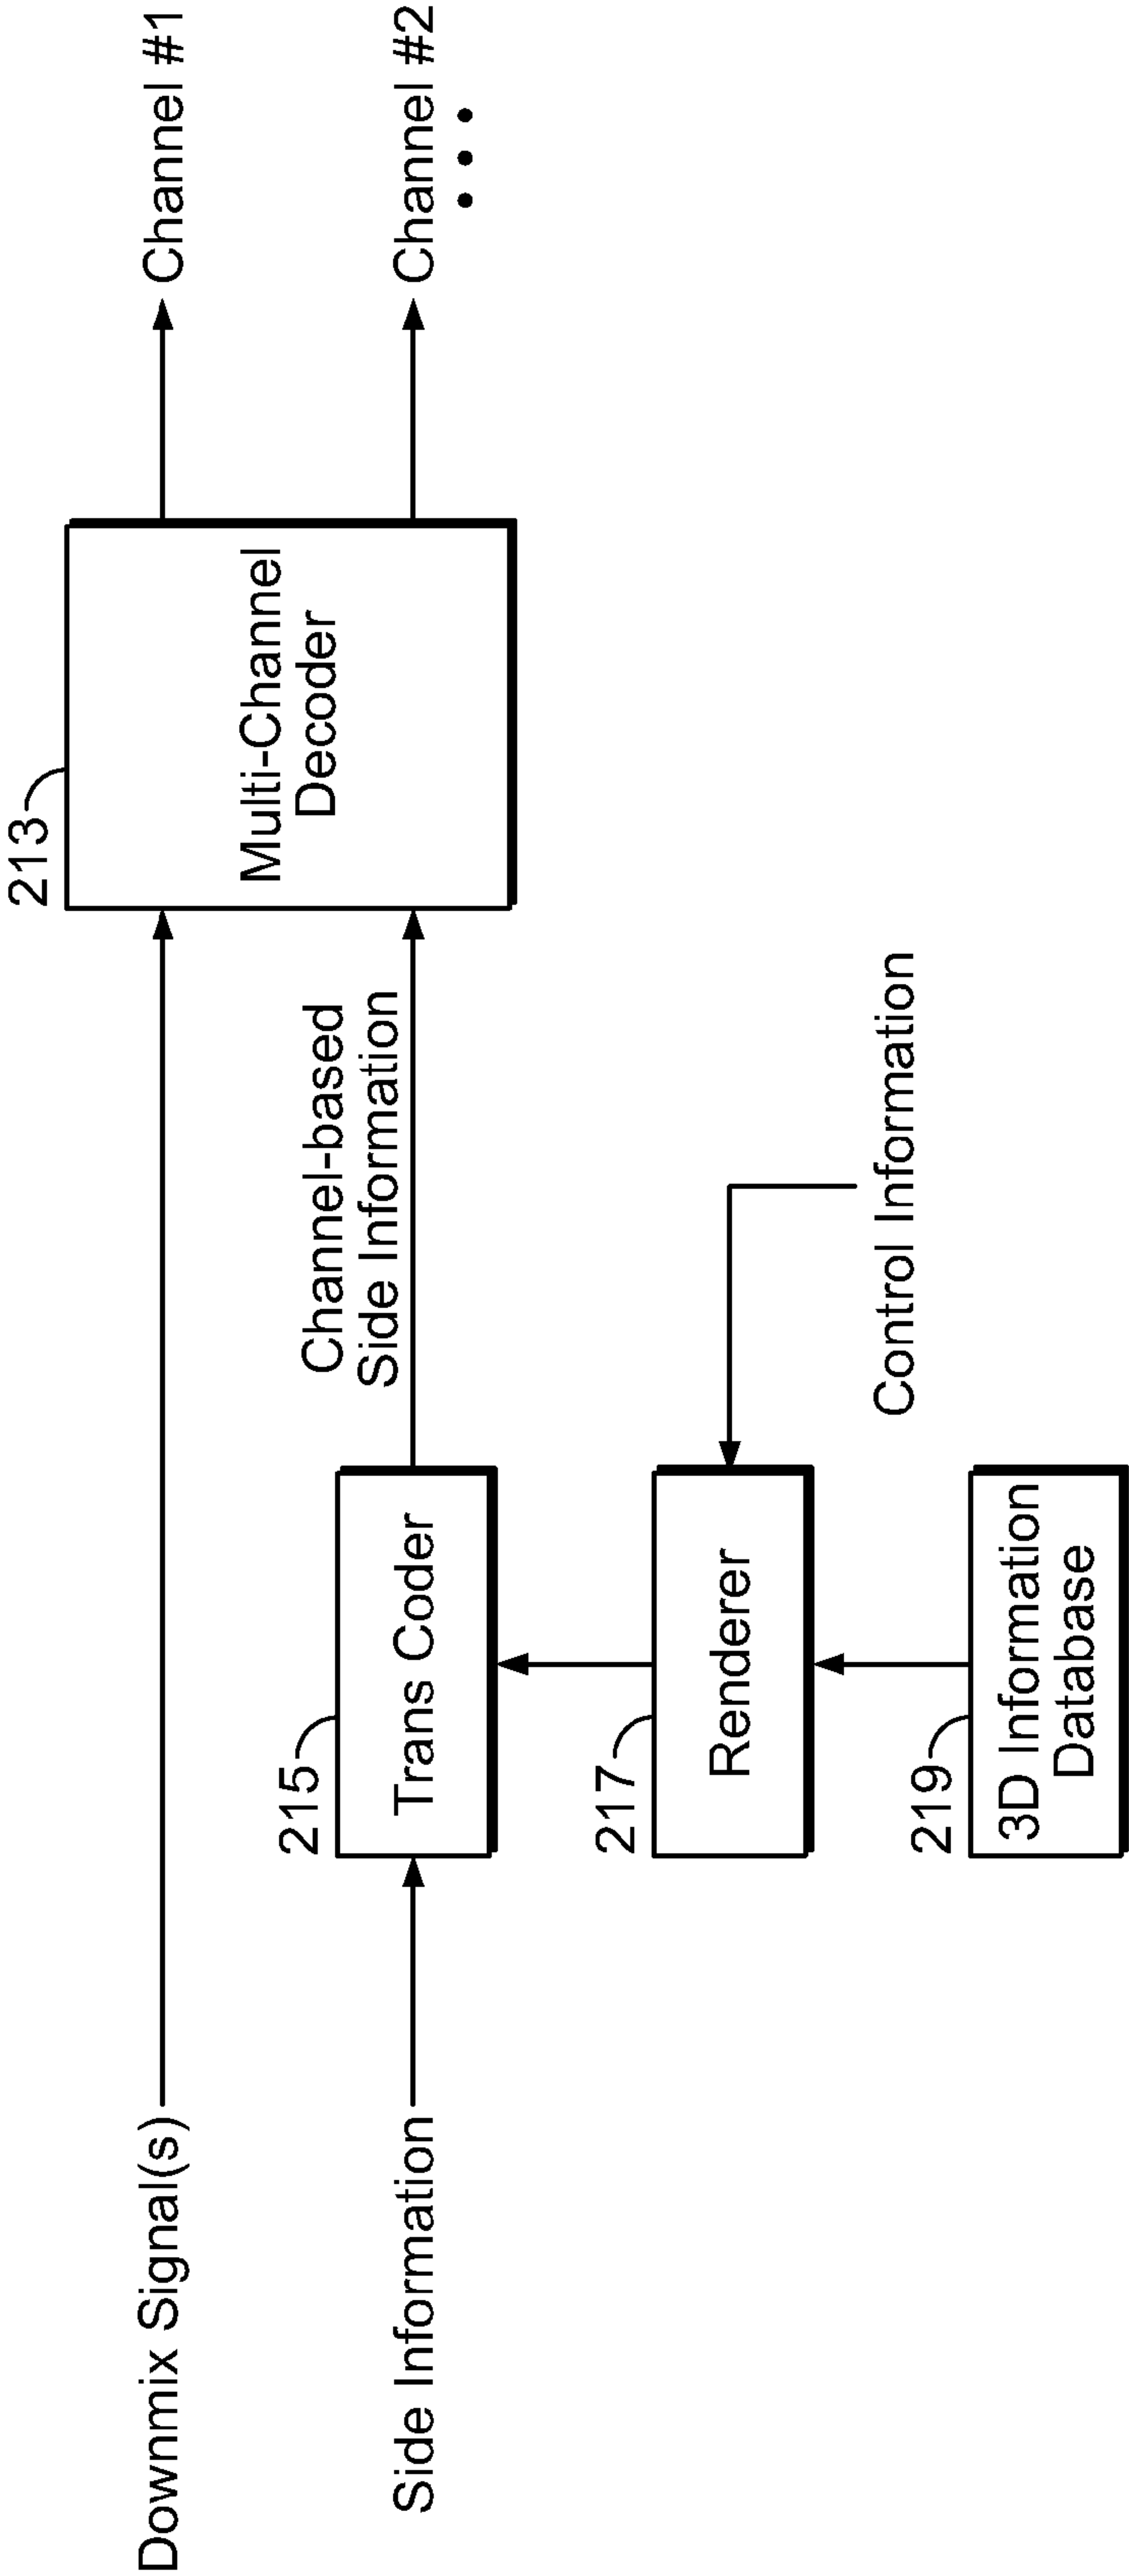 Downmix Signal(s)
213
Channel #1
Multi-Channel
Decoder
Channel #2
Side Information
215
Trans Coder
Channel-based
Side Information
217
Renderer
Control Information
219
3D Information
Database